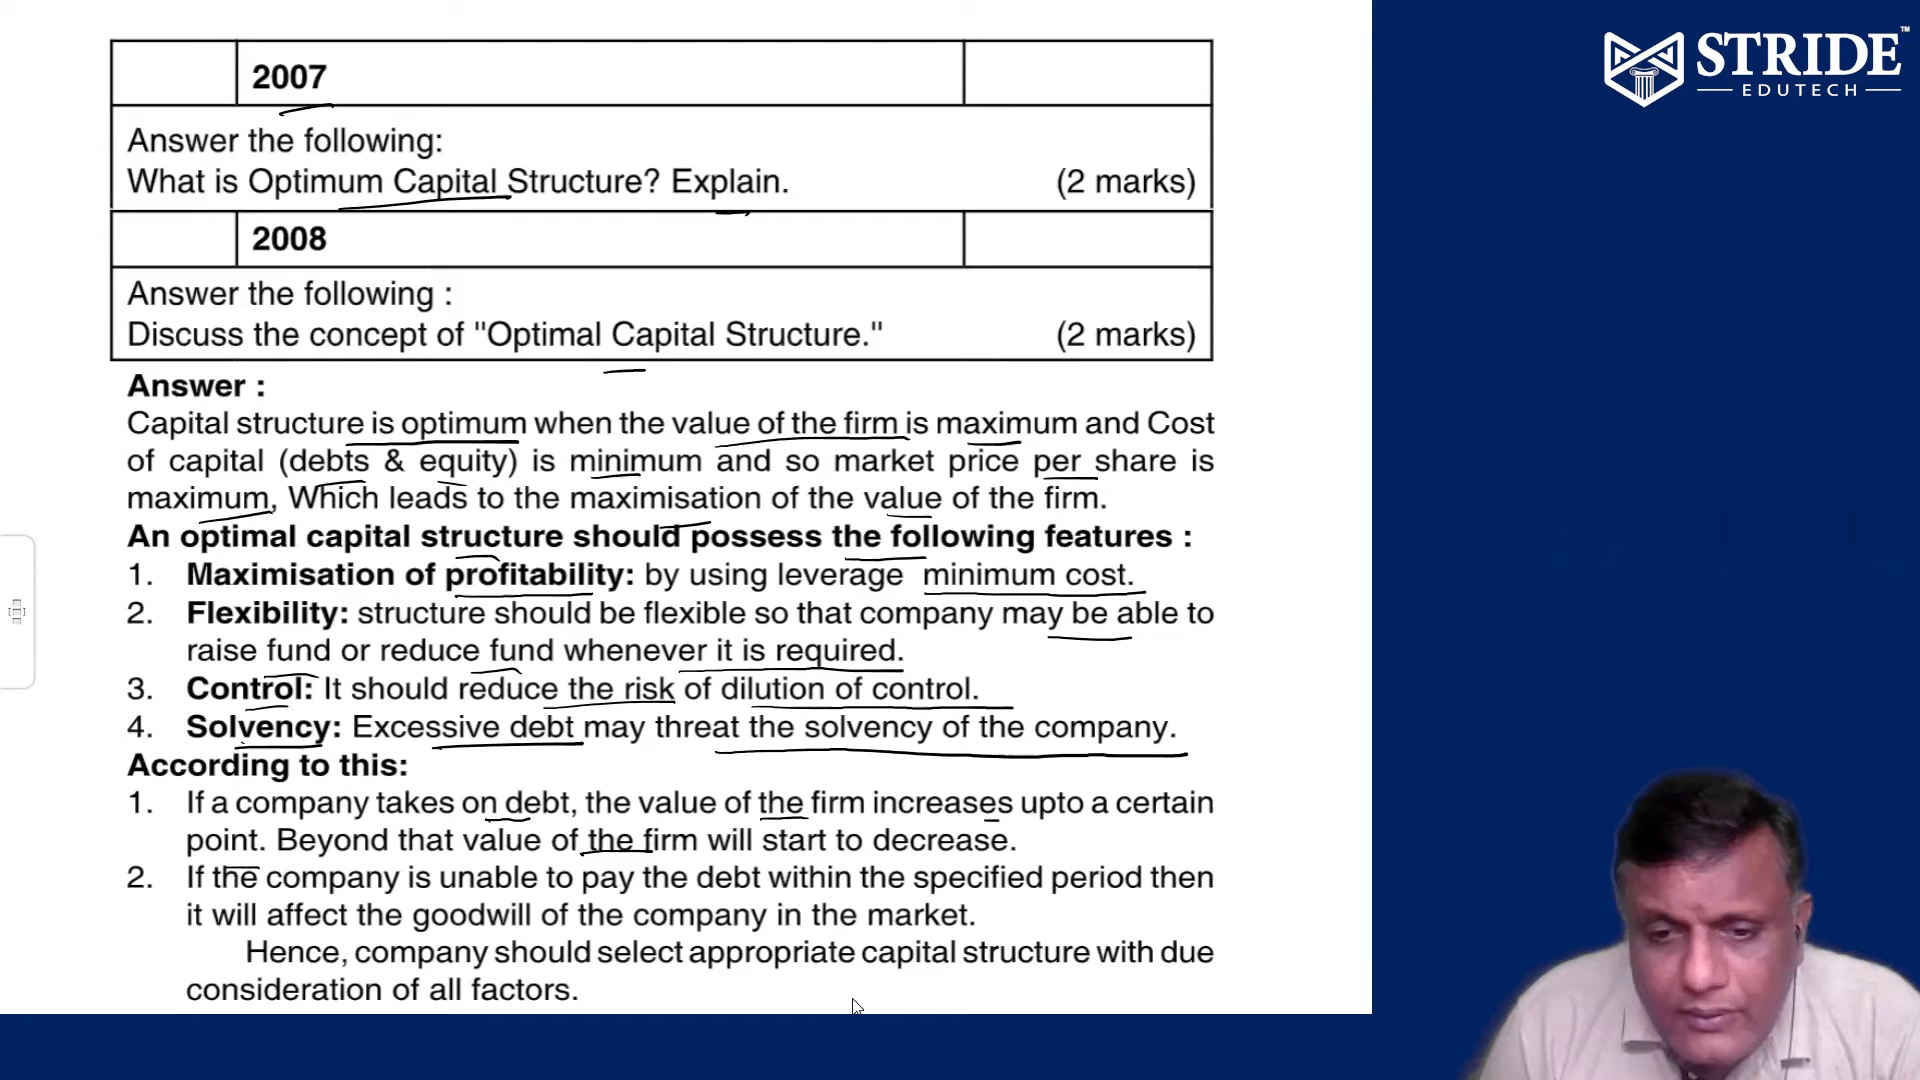 STRIDE™
EDUTECH
2007
Answer the following:
What is Optimum Capital Structure? Explain. (2 marks)
2008
Answer the following :
Discuss the concept of "Optimal Capital Structure." (2 marks)
Answer :
Capital structure is optimum when the value of the firm is maximum and Cost
of capital (debts & equity) is minimum and so market price per share is
maximum, Which leads to the maximisation of the value of the firm.
An optimal capital structure should possess the following features :
1. Maximisation of profitability: by using leverage minimum cost.
2. Flexibility: structure should be flexible so that company may be able to
raise fund or reduce fund whenever it is required.
3. Control: It should reduce the risk of dilution of control.
4. Solvency: Excessive debt may threat the solvency of the company.
According to this:
1. If a company takes on debt, the value of the firm increases upto a certain
point. Beyond that value of the firm will start to decrease.
2. If the company is unable to pay the debt within the specified period then
it will affect the goodwill of the company in the market.
Hence, company should select appropriate capital structure with due
consideration of all factors.